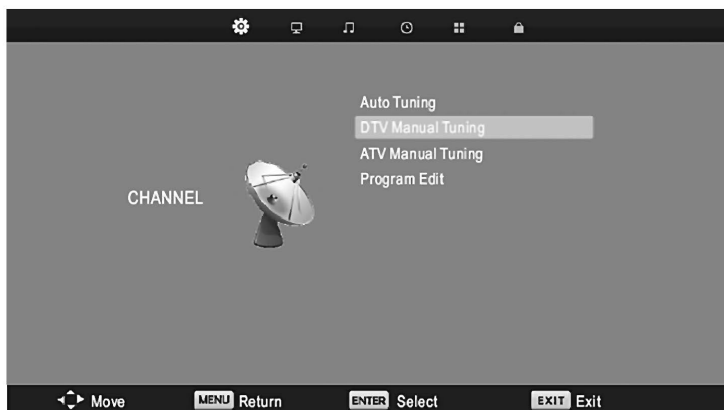 Auto Tuning
DTV Manual Tuning
ATV Manual Tuning
Program Edit
CHANNEL
Move MENU Return ENTER Select EXIT Exit